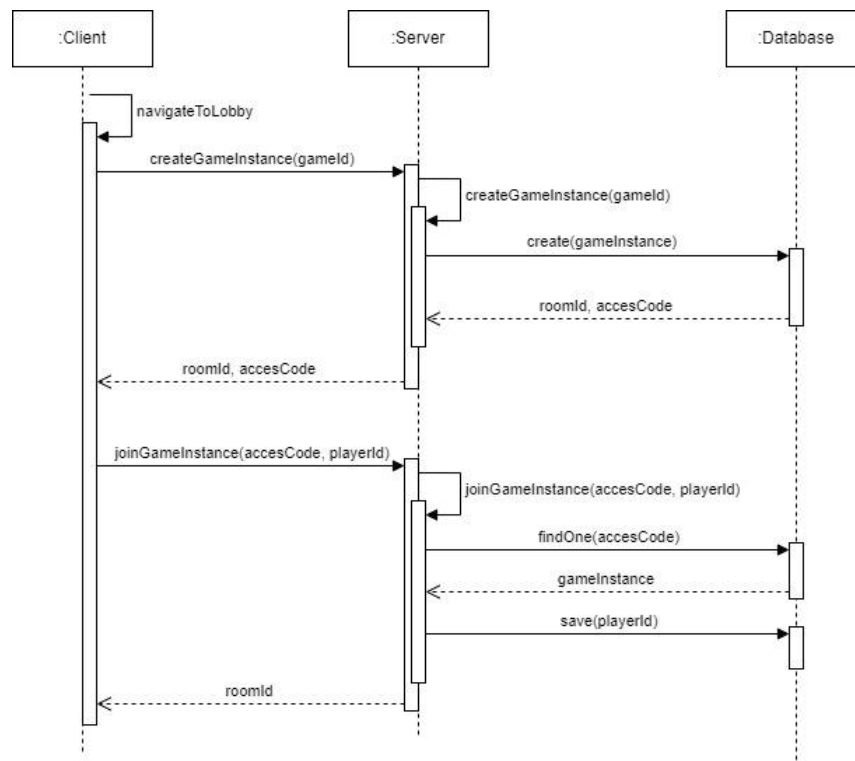 :Client
:Server
:Database
navigateToLobby
createGameInstance(gameId)
createGameInstance(gameId)
create(gameInstance)
roomId, accesCode
roomId, accesCode
joinGameInstance(accesCode, playerId)
joinGameInstance(accesCode, playerId)
findOne(accesCode)
gameInstance
save(playerId)
roomId